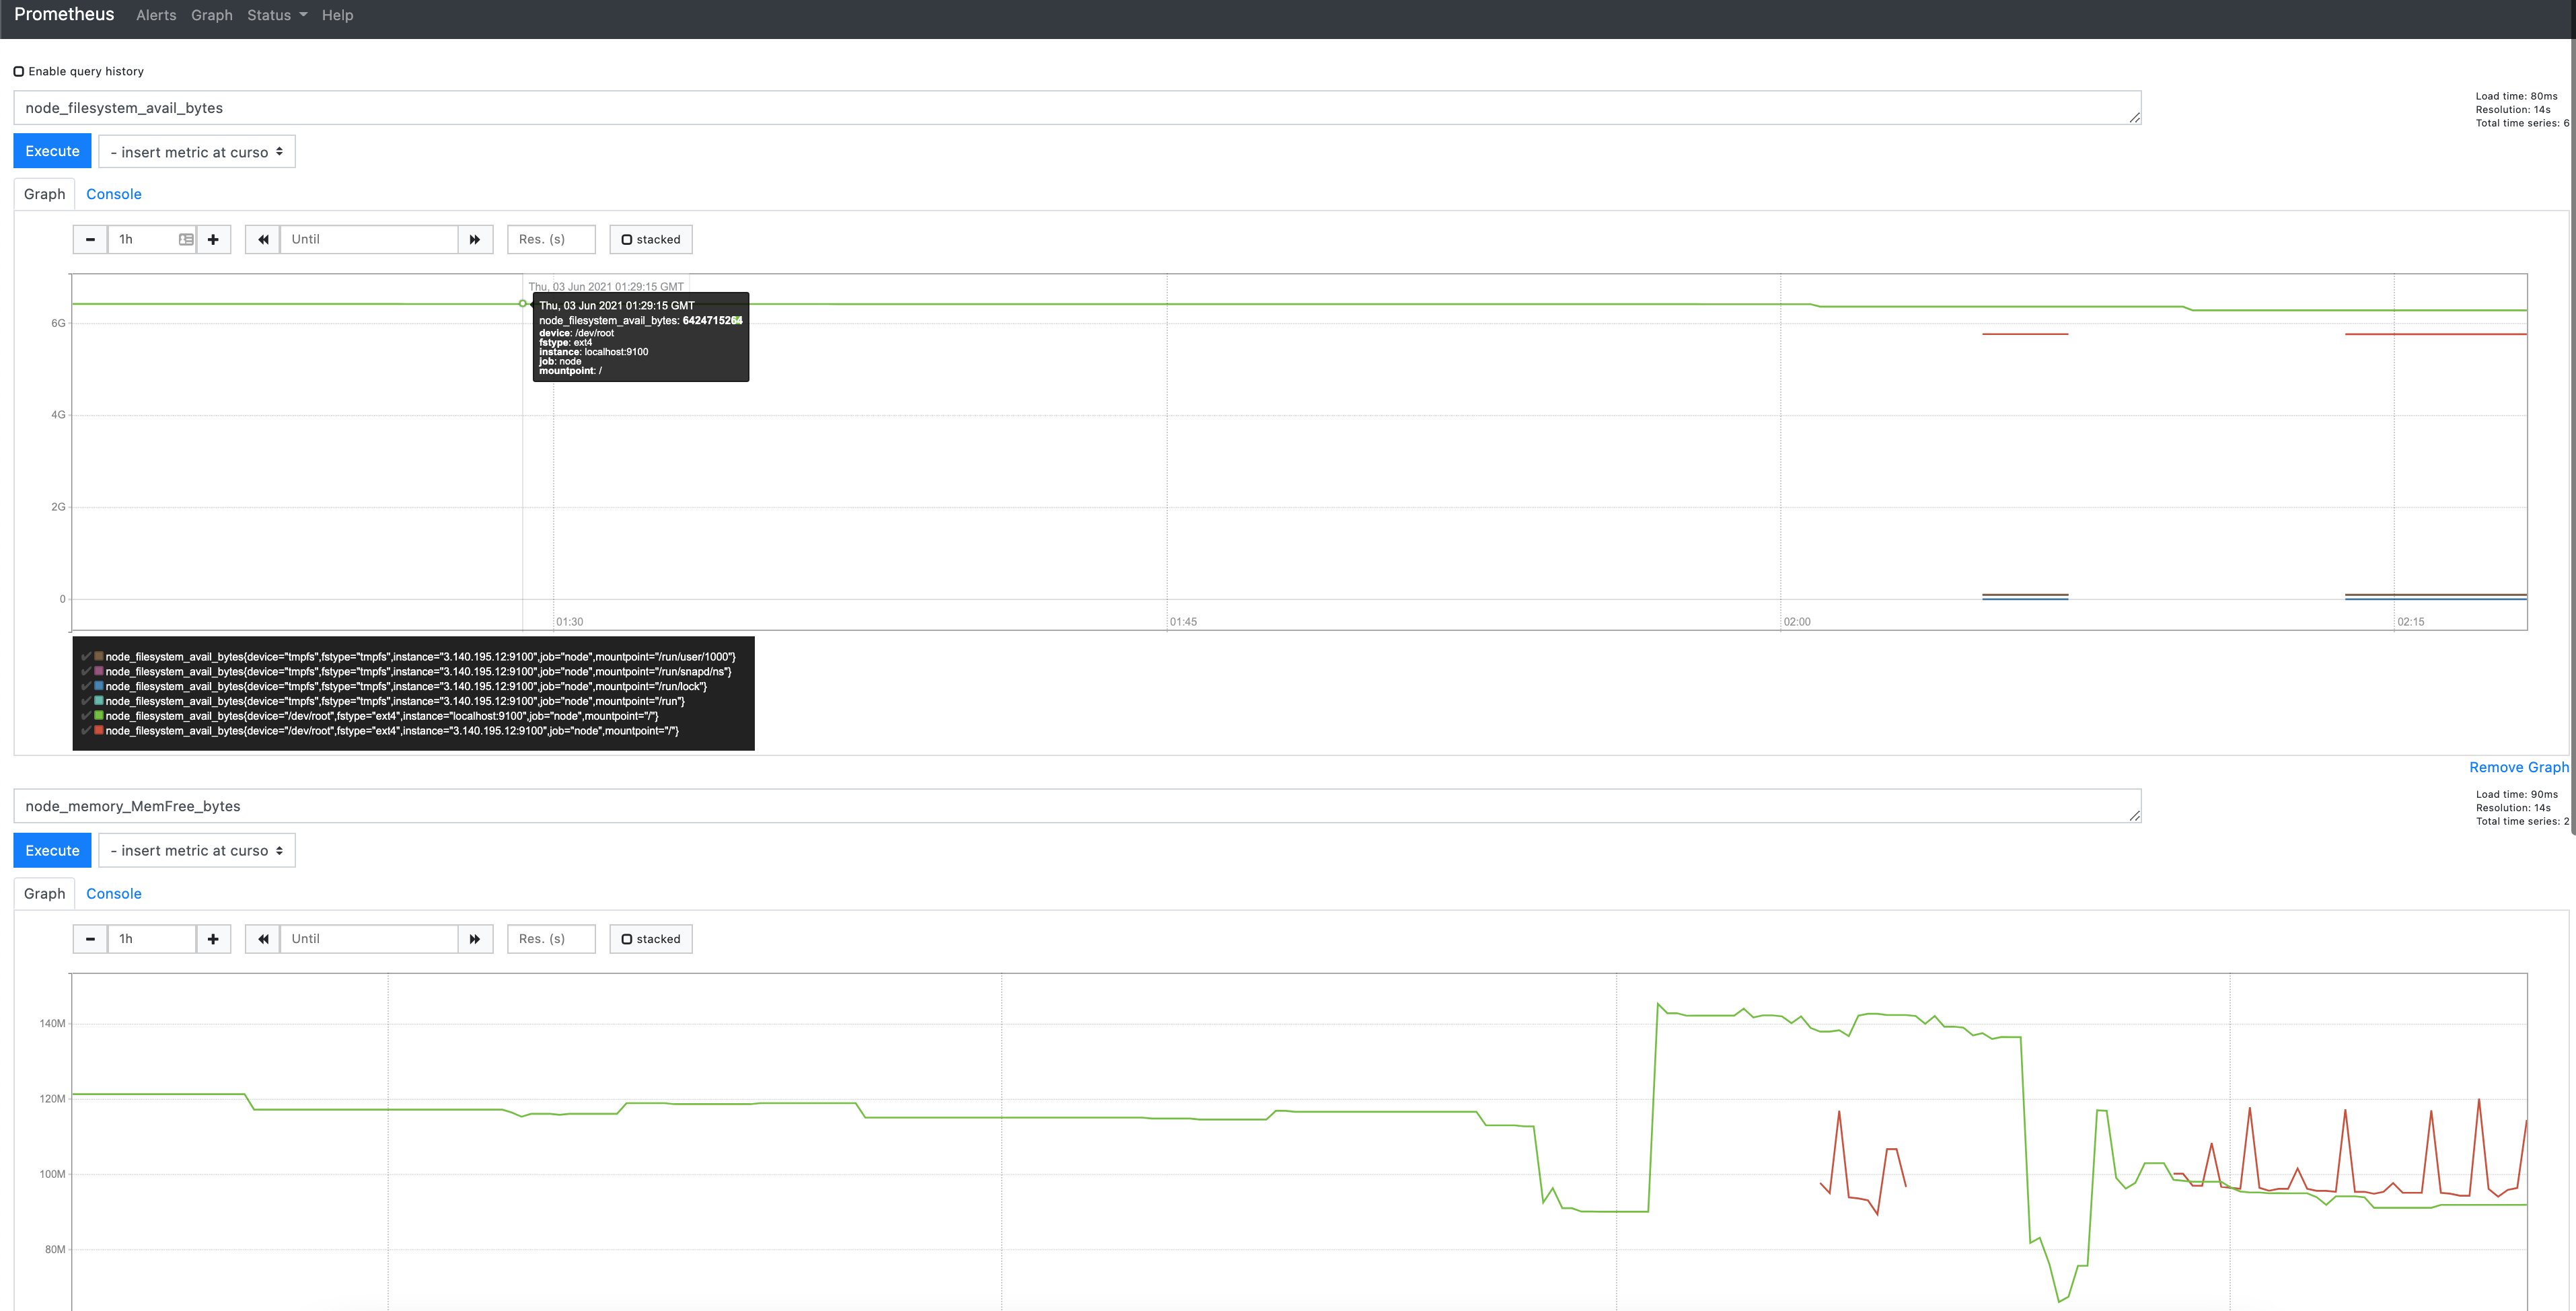 Prometheus Alerts Graph Status Help
Enable query history
node_filesystem_avail_bytes
Load time: 80ms
Resolution: 14s
Total time series: 6
Execute - insert metric at curso
Graph Console
1h Until Res. (s) stacked
Thu, 03 Jun 2021 01:29:15 GMT
Thu, 03 Jun 2021 01:29:15 GMT
node_filesystem_avail_bytes: 6424715264
device: /dev/root
fstype: ext4
instance: localhost:9100
job: node
mountpoint: /
6G
4G
2G
0
01:30 01:45 02:00 02:15
node_filesystem_avail_bytes{device="tmpfs",fstype="tmpfs",instance="3.140.195.12:9100",job="node",mountpoint="/run/user/1000"}
node_filesystem_avail_bytes{device="tmpfs",fstype="tmpfs",instance="3.140.195.12:9100",job="node",mountpoint="/run/snapd/ns"}
node_filesystem_avail_bytes{device="tmpfs",fstype="tmpfs",instance="3.140.195.12:9100",job="node",mountpoint="/run/lock"}
node_filesystem_avail_bytes{device="tmpfs",fstype="tmpfs",instance="3.140.195.12:9100",job="node",mountpoint="/run"}
node_filesystem_avail_bytes{device="/dev/root",fstype="ext4",instance="localhost:9100",job="node",mountpoint="/"}
node_filesystem_avail_bytes{device="/dev/root",fstype="ext4",instance="3.140.195.12:9100",job="node",mountpoint="/"}
Remove Graph
node_memory_MemFree_bytes
Load time: 90ms
Resolution: 14s
Total time series: 2
Execute - insert metric at curso
Graph Console
1h Until Res. (s) stacked
140M
120M
100M
80M